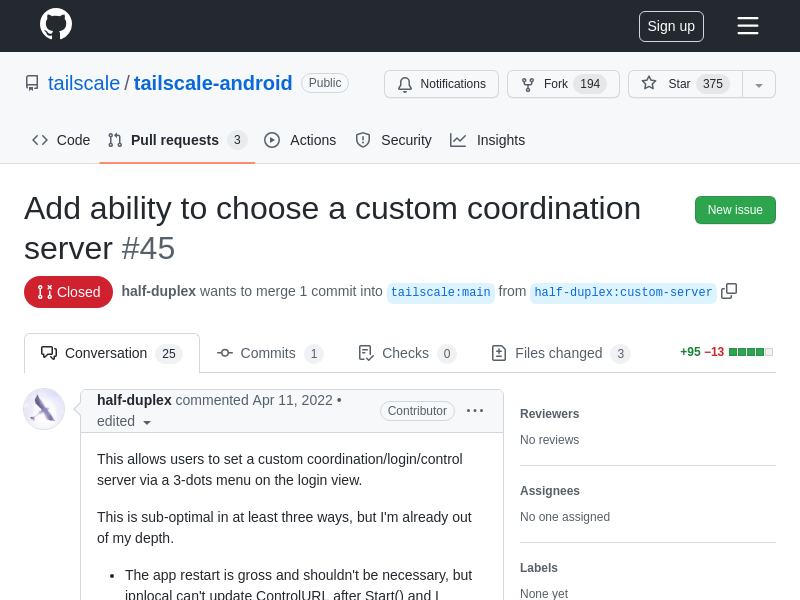 Sign up
tailscale / tailscale-android Public
Notifications Fork 194 Star 375
Code Pull requests 3 Actions Security Insights
Add ability to choose a custom coordination
server #45
New issue
Closed half-duplex wants to merge 1 commit into tailscale:main from half-duplex:custom-server
Conversation 25 Commits 1 Checks 0 Files changed 3 +95 −13
half-duplex commented Apr 11, 2022 •
edited
Contributor
This allows users to set a custom coordination/login/control
server via a 3-dots menu on the login view.
This is sub-optimal in at least three ways, but I'm already out
of my depth.
• The app restart is gross and shouldn't be necessary, but
ipnlocal can't update ControlURL after Start() and I
Reviewers
No reviews
Assignees
No one assigned
Labels
None yet